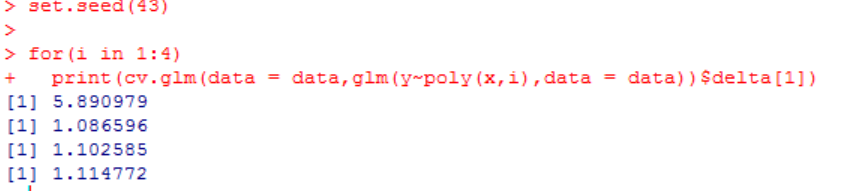 > set.seed(43)
>
> for(i in 1:4)
+   print(cv.glm(data = data,glm(y~poly(x,i),data = data))$delta[1])
[1] 5.890979
[1] 1.086596
[1] 1.102585
[1] 1.114772